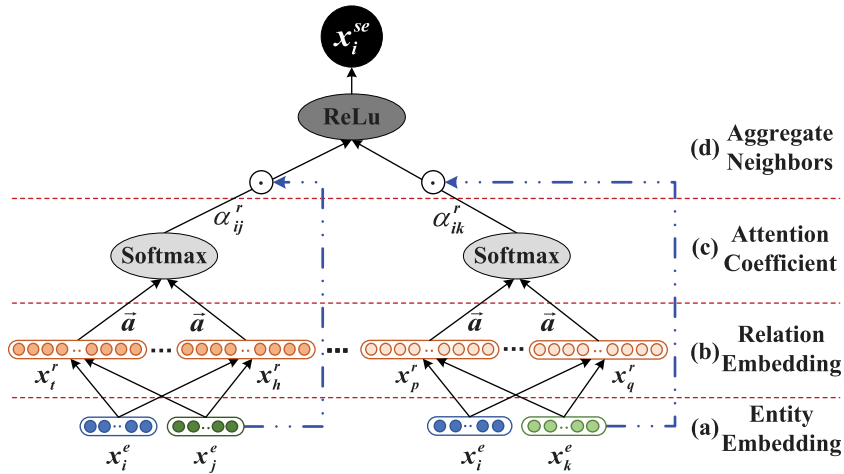 x_i^{se}
ReLu
(d) Aggregate
Neighbors
α_{ij}^r
α_{ik}^r
Softmax
Softmax
(c) Attention
Coefficient
a⃗
a⃗
a⃗
a⃗
x_t^r
x_h^r
x_p^r
x_q^r
(b) Relation
Embedding
x_i^e
x_j^e
x_i^e
x_k^e
(a) Entity
Embedding